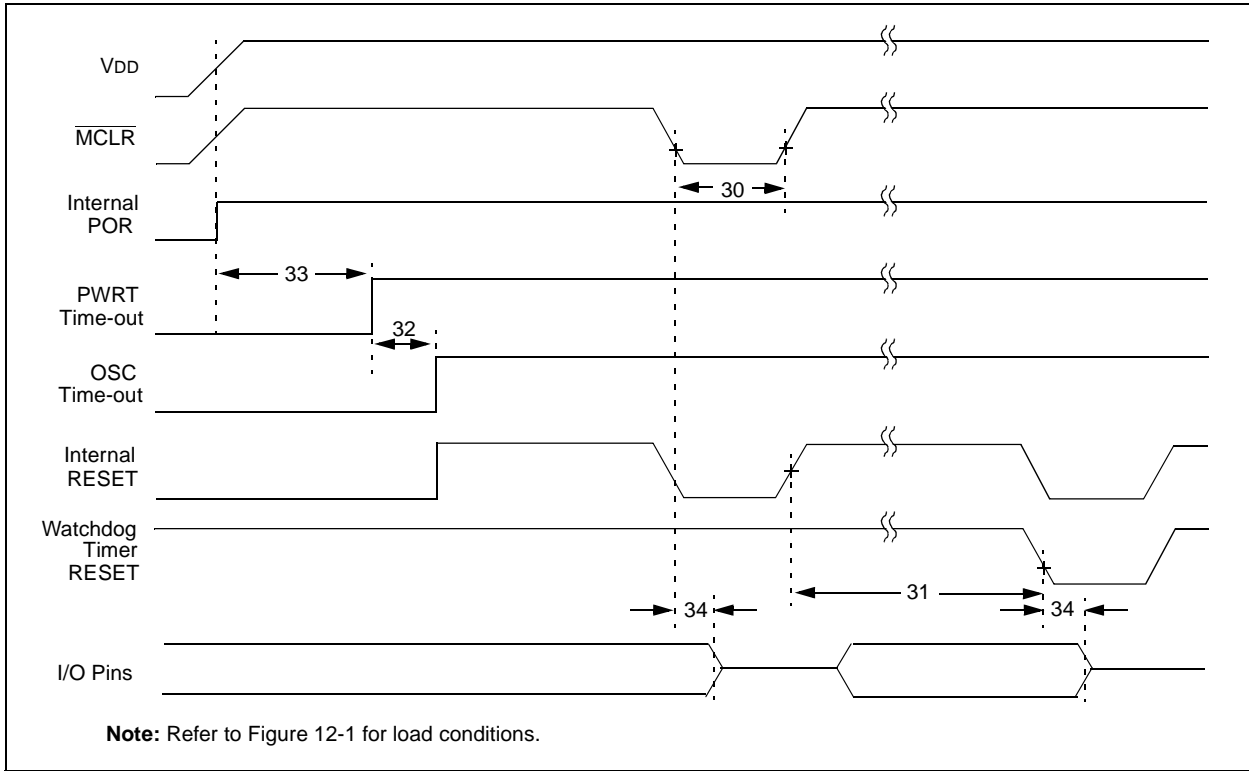 VDD
MCLR
30
Internal
POR
33
PWRT
Time-out
32
OSC
Time-out
Internal
RESET
Watchdog
Timer
RESET
31
34
34
I/O Pins
Note: Refer to Figure 12-1 for load conditions.